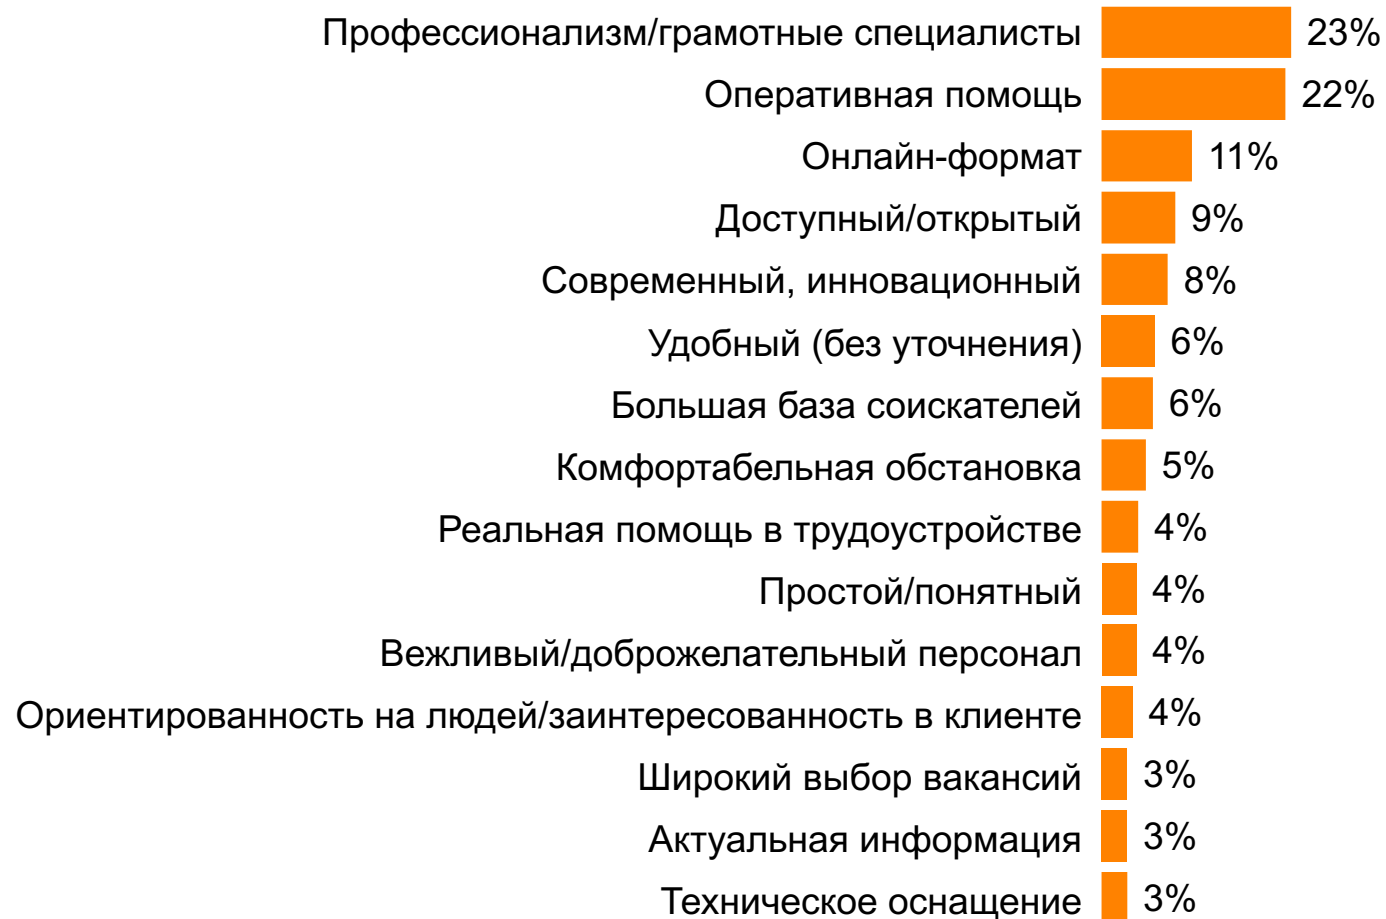 Профессионализм/грамотные специалисты 23%
Оперативная помощь 22%
Онлайн-формат 11%
Доступный/открытый 9%
Современный, инновационный 8%
Удобный (без уточнения) 6%
Большая база соискателей 6%
Комфортабельная обстановка 5%
Реальная помощь в трудоустройстве 4%
Простой/понятный 4%
Вежливый/доброжелательный персонал 4%
Ориентированность на людей/заинтересованность в клиенте 4%
Широкий выбор вакансий 3%
Актуальная информация 3%
Техническое оснащение 3%